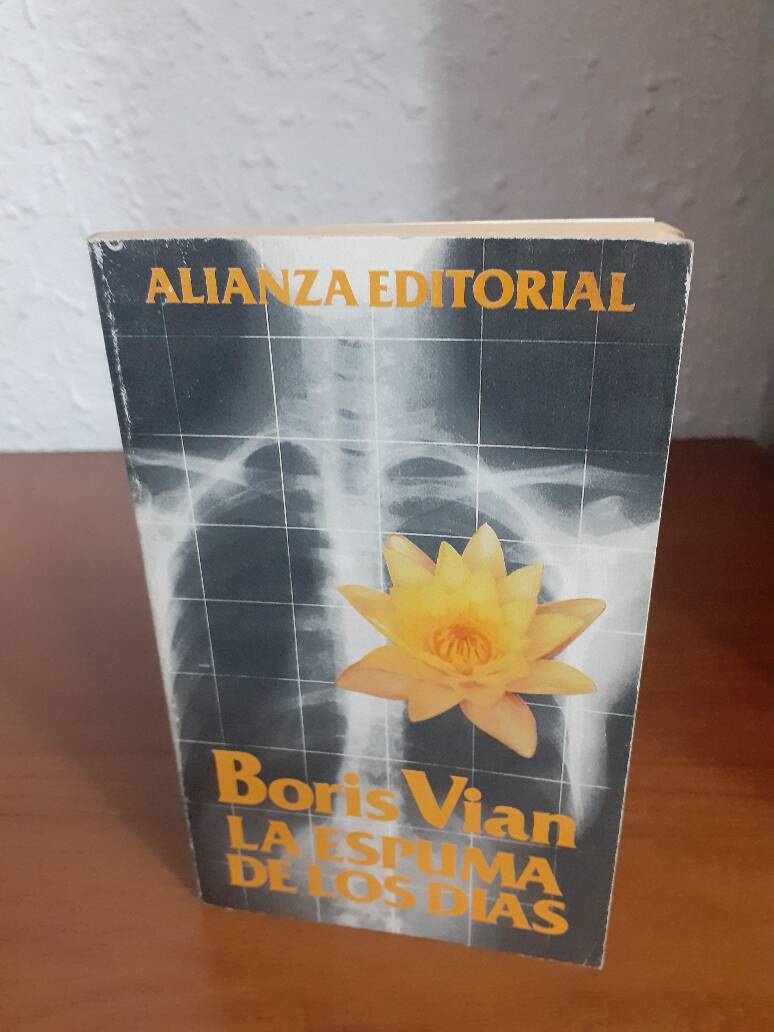 ALIANZA EDITORIAL
Boris Vian
LA ESPUMA
DE LOS DIAS